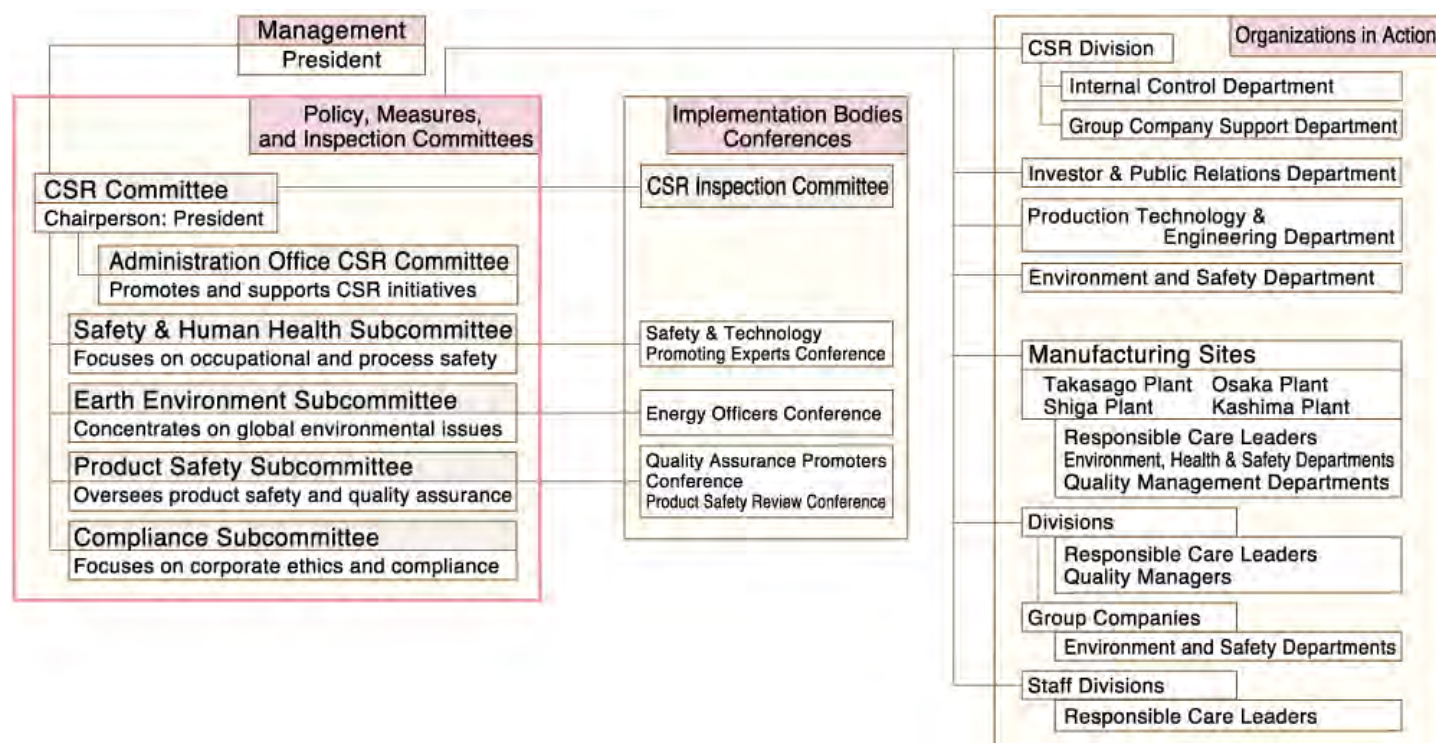 Management
President
Policy, Measures,
and Inspection Committees
CSR Committee
Chairperson: President
Administration Office CSR Committee
Promotes and supports CSR initiatives
Safety & Human Health Subcommittee
Focuses on occupational and process safety
Earth Environment Subcommittee
Concentrates on global environmental issues
Product Safety Subcommittee
Oversees product safety and quality assurance
Compliance Subcommittee
Focuses on corporate ethics and compliance
Implementation Bodies
Conferences
CSR Inspection Committee
Safety & Technology
Promoting Experts Conference
Energy Officers Conference
Quality Assurance Promoters
Conference
Product Safety Review Conference
Organizations in Action
CSR Division
Internal Control Department
Group Company Support Department
Investor & Public Relations Department
Production Technology &
Engineering Department
Environment and Safety Department
Manufacturing Sites
Takasago Plant Osaka Plant
Shiga Plant Kashima Plant
Responsible Care Leaders
Environment, Health & Safety Departments
Quality Management Departments
Divisions
Responsible Care Leaders
Quality Managers
Group Companies
Environment and Safety Departments
Staff Divisions
Responsible Care Leaders